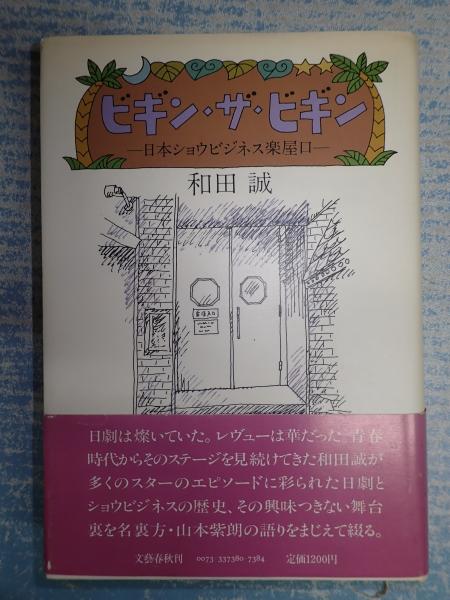 ビギン・ザ・ビギン
―日本ショウビジネス楽屋口―
和田 誠
楽屋入口
日劇は燦いていた。レヴューは華だった。青春
時代からそのステージを見続けてきた和田誠が
多くのスターのエピソードに彩られた日劇と
ショウビジネスの歴史、その興味つきない舞台
裏を名裏方・山本紫朗の語りをまじえて綴る。
文藝春秋刊 0073-337380-7384 定価1200円